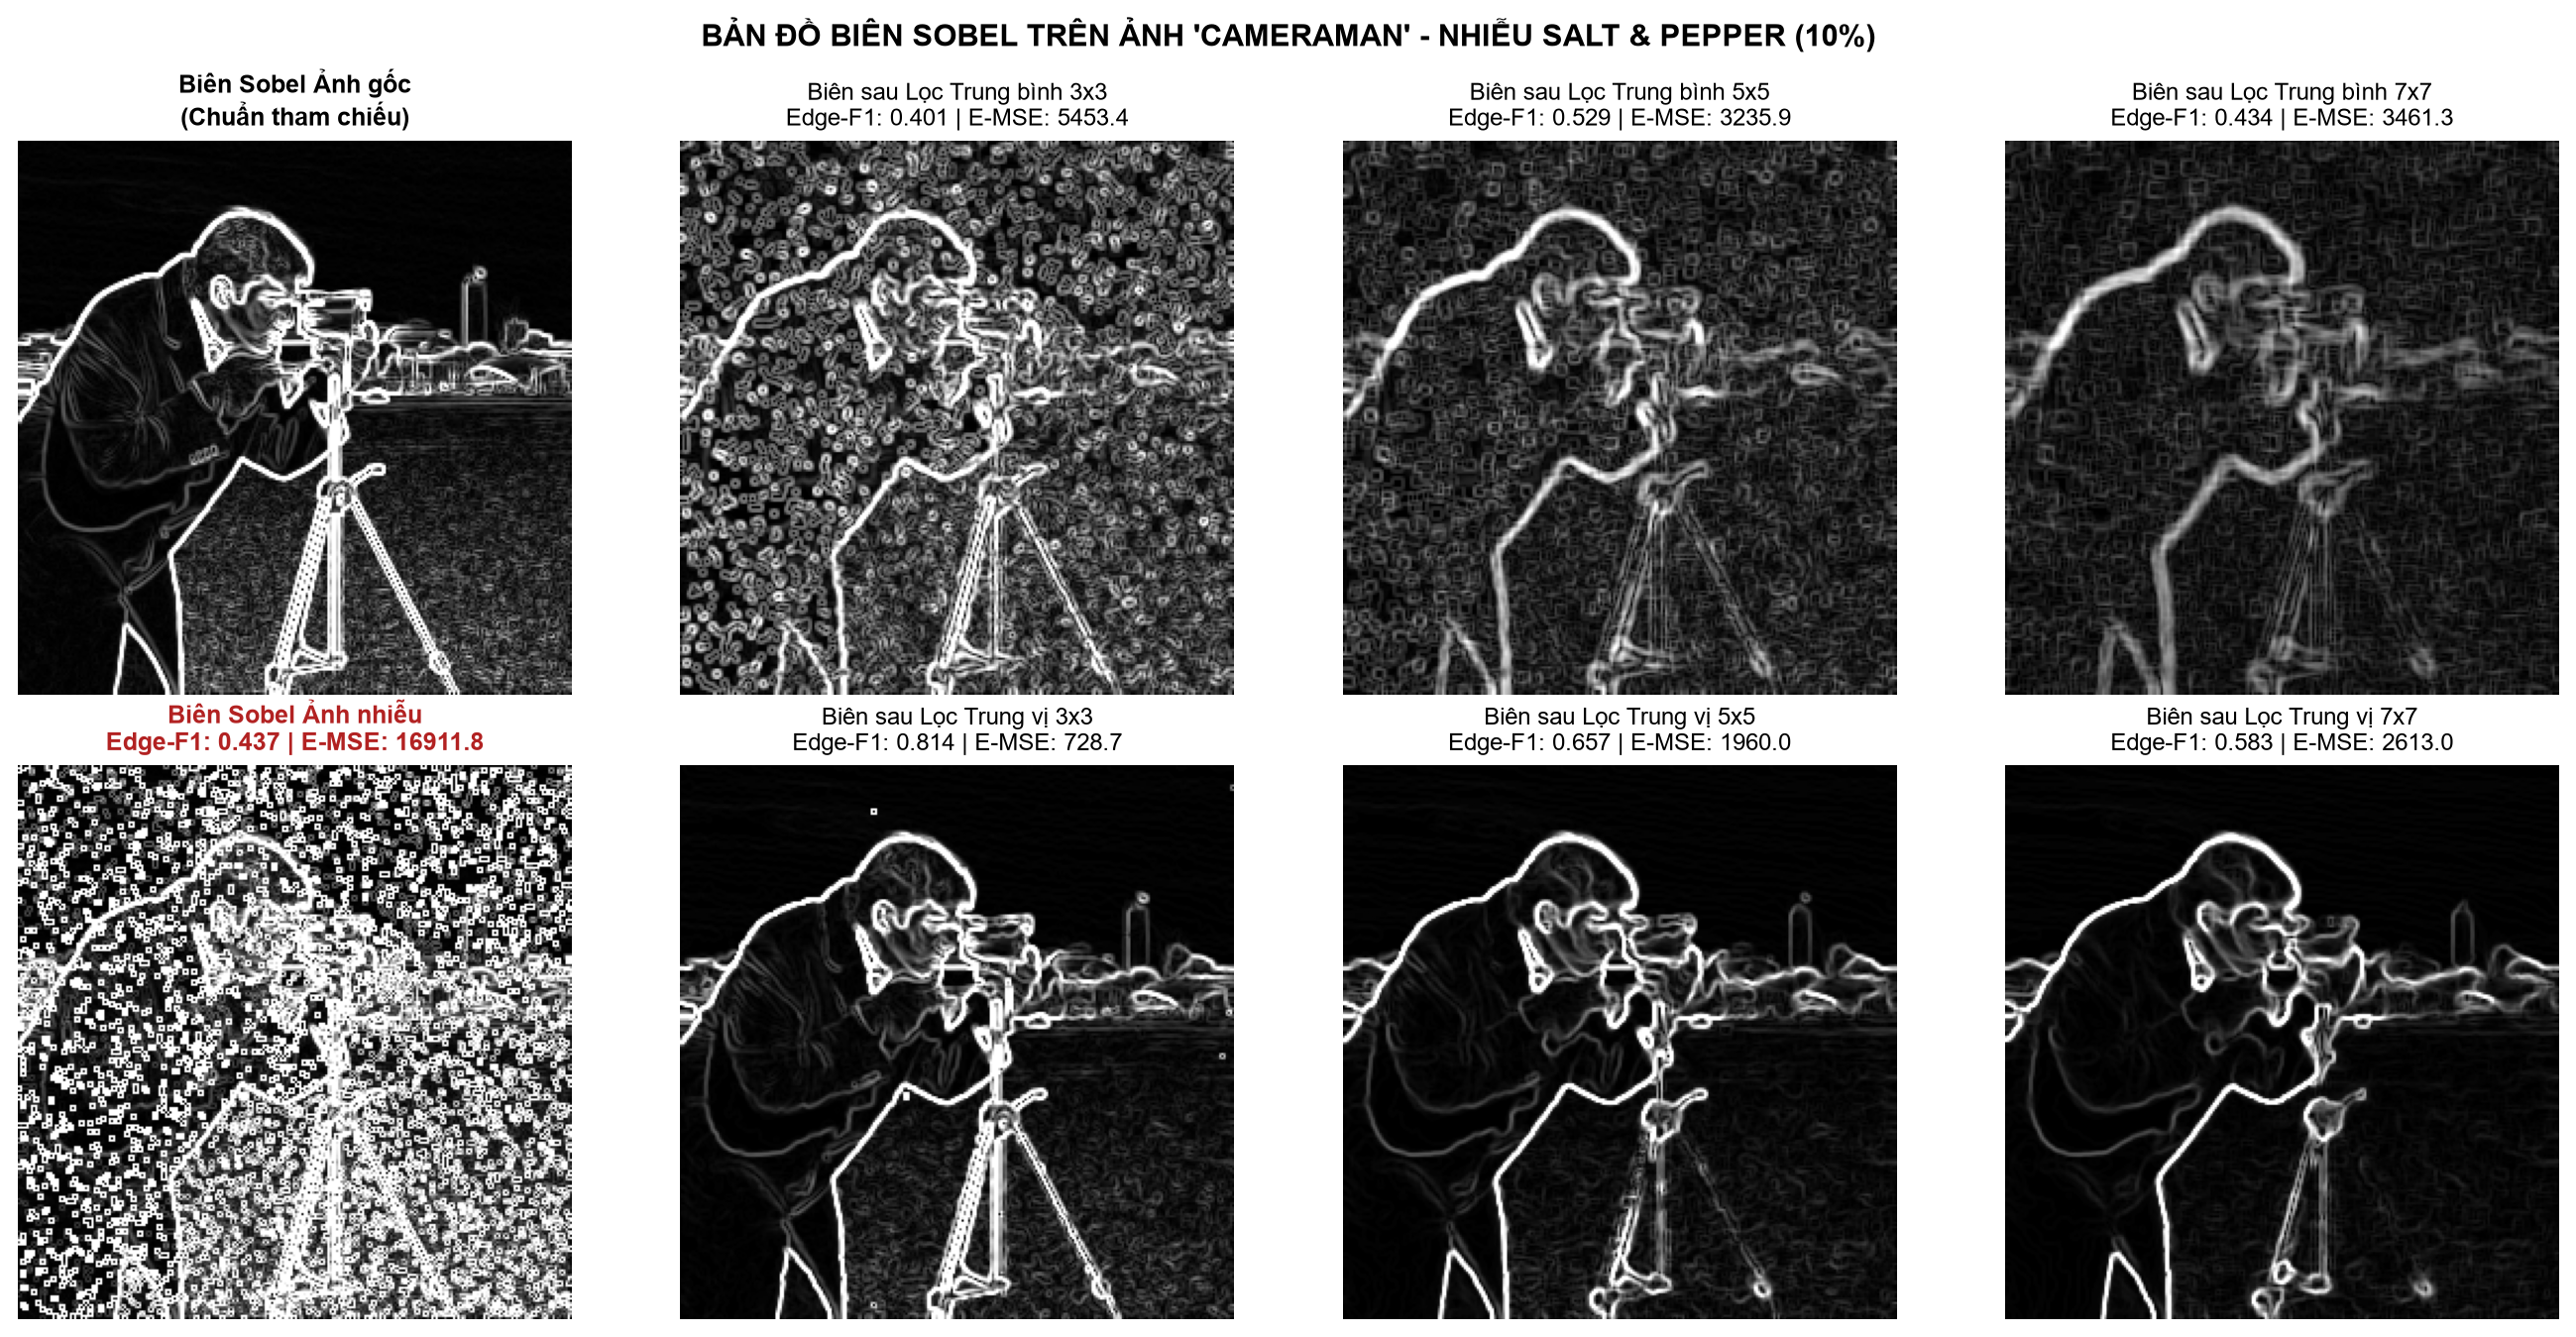 BẢN ĐỒ BIÊN SOBEL TRÊN ẢNH 'CAMERAMAN' - NHIỄU SALT & PEPPER (10%)
Biên Sobel Ảnh gốc
(Chuẩn tham chiếu)
Biên sau Lọc Trung bình 3x3
Edge-F1: 0.401 | E-MSE: 5453.4
Biên sau Lọc Trung bình 5x5
Edge-F1: 0.529 | E-MSE: 3235.9
Biên sau Lọc Trung bình 7x7
Edge-F1: 0.434 | E-MSE: 3461.3
Biên Sobel Ảnh nhiễu
Edge-F1: 0.437 | E-MSE: 16911.8
Biên sau Lọc Trung vị 3x3
Edge-F1: 0.814 | E-MSE: 728.7
Biên sau Lọc Trung vị 5x5
Edge-F1: 0.657 | E-MSE: 1960.0
Biên sau Lọc Trung vị 7x7
Edge-F1: 0.583 | E-MSE: 2613.0